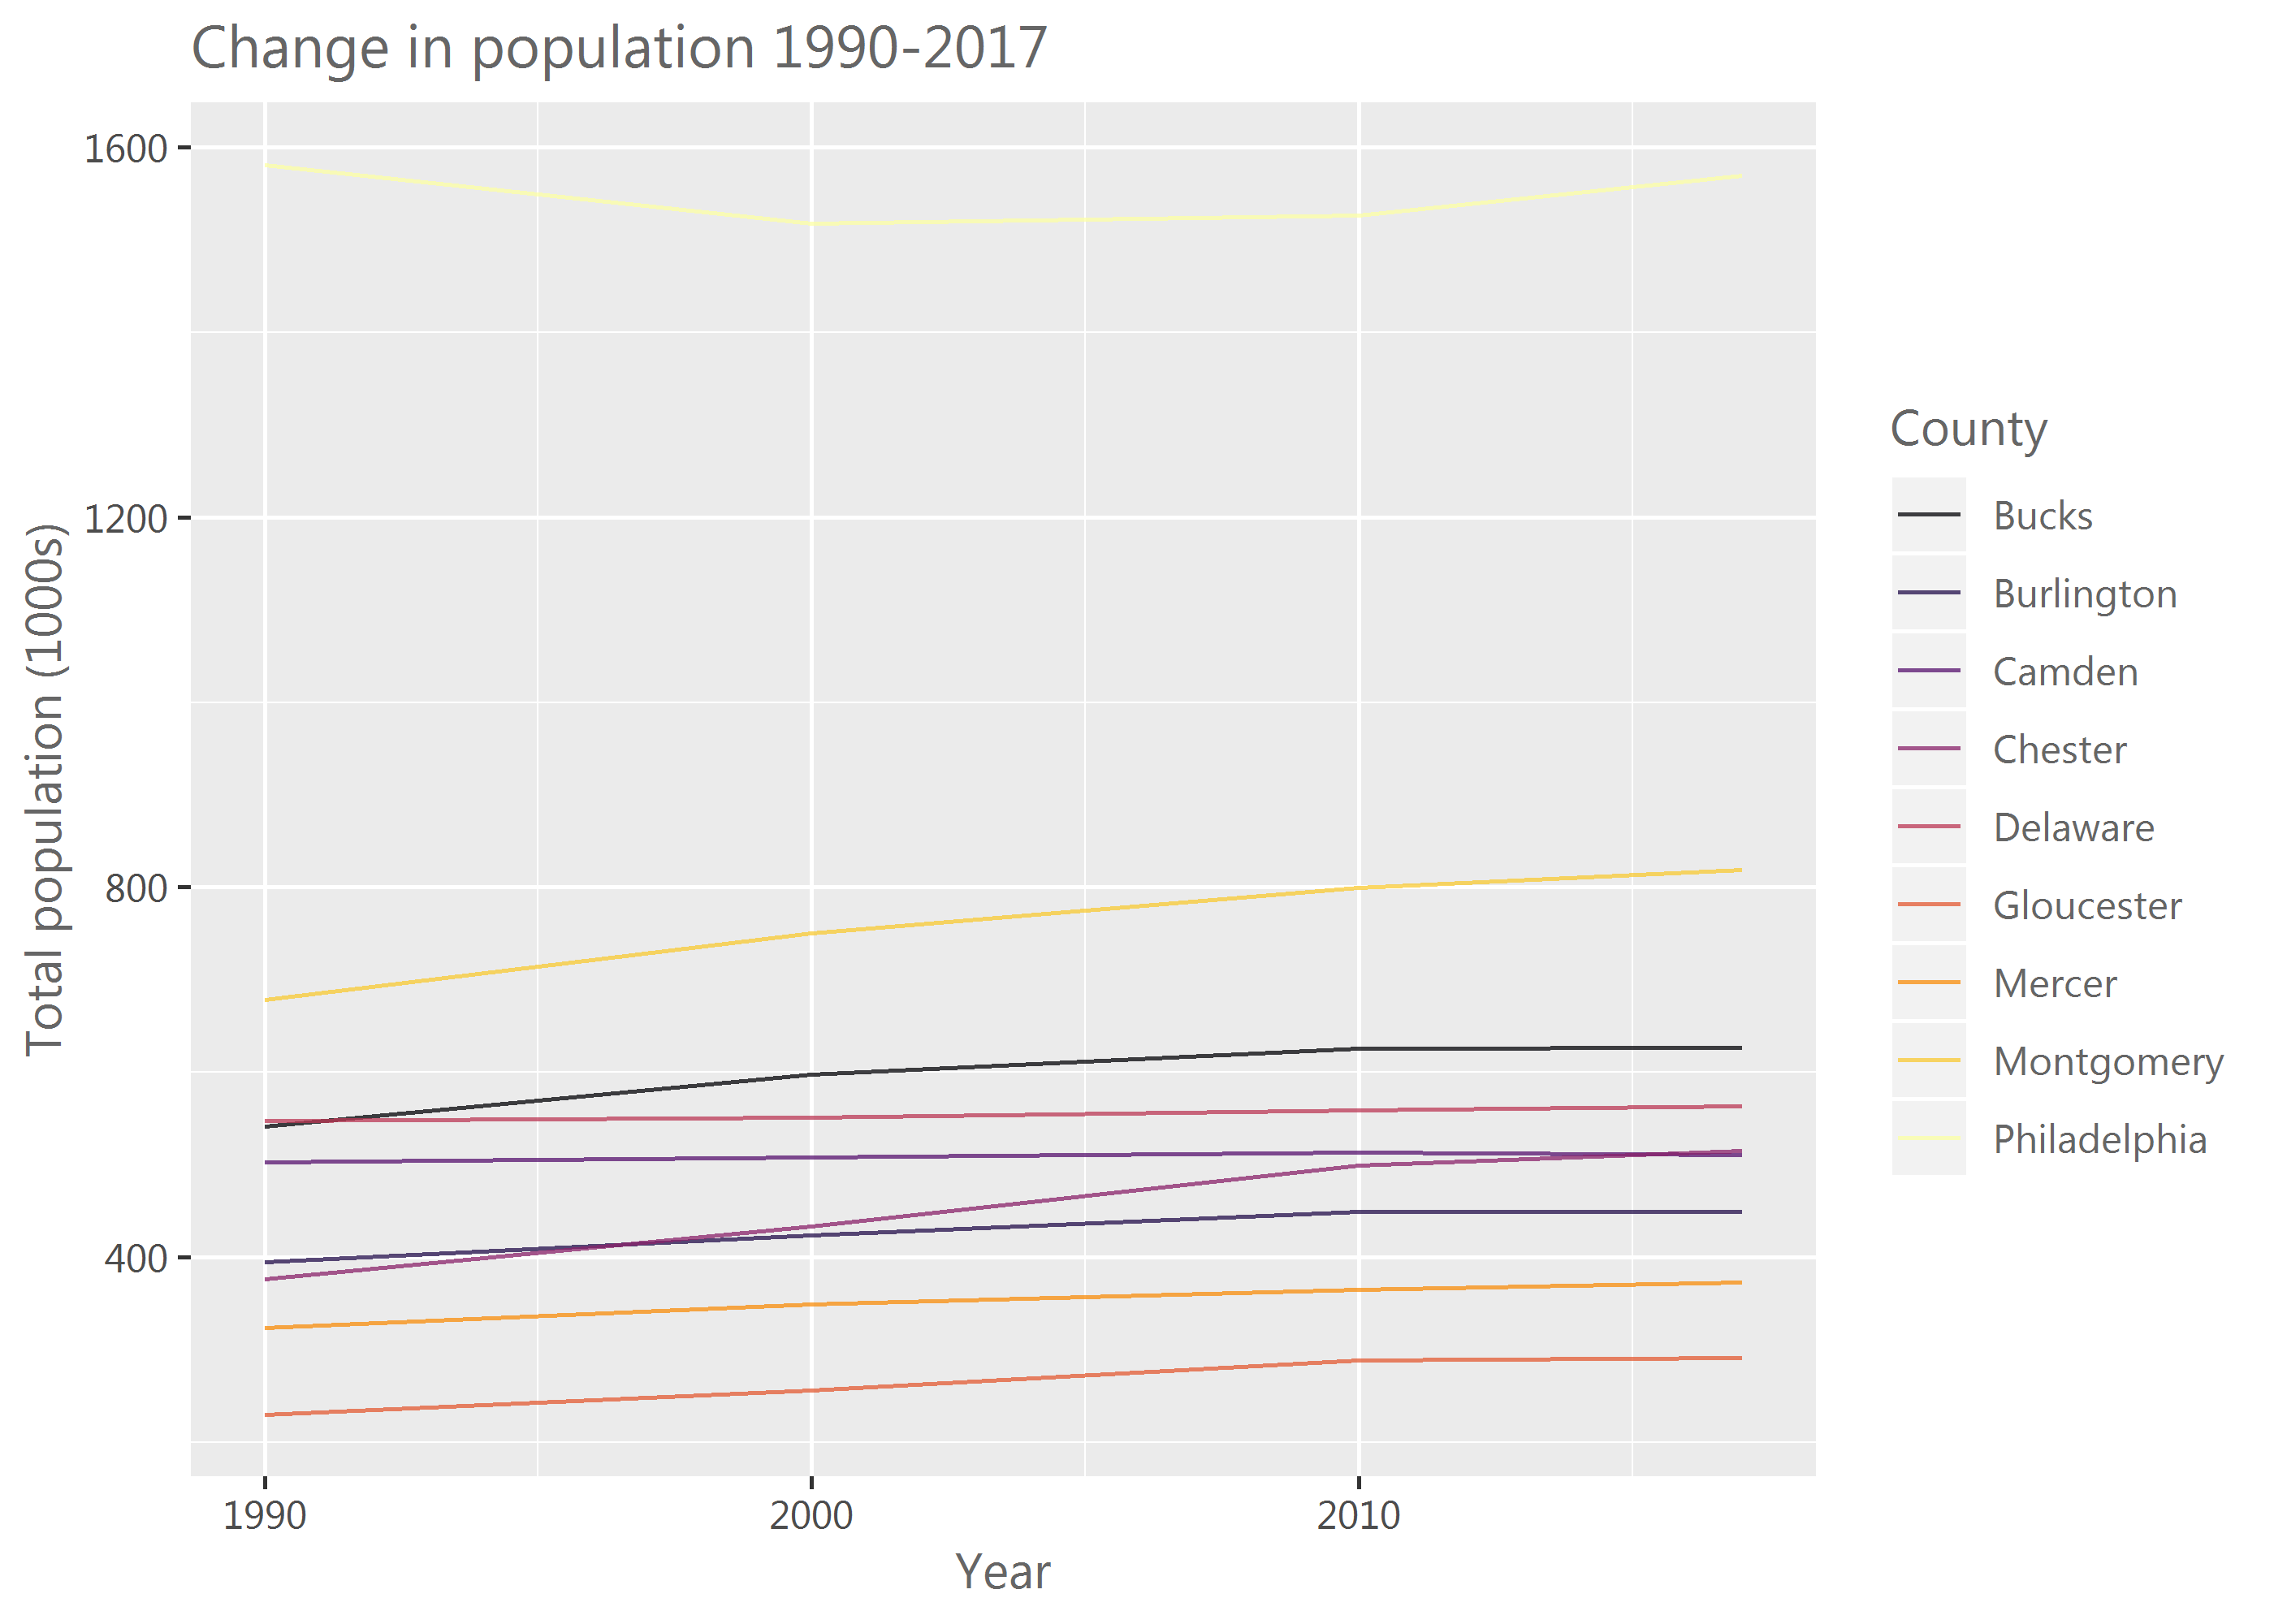 Change in population 1990-2017
Total population (1000s)
1600
1200
800
400
1990
2000
2010
Year
County
Bucks
Burlington
Camden
Chester
Delaware
Gloucester
Mercer
Montgomery
Philadelphia